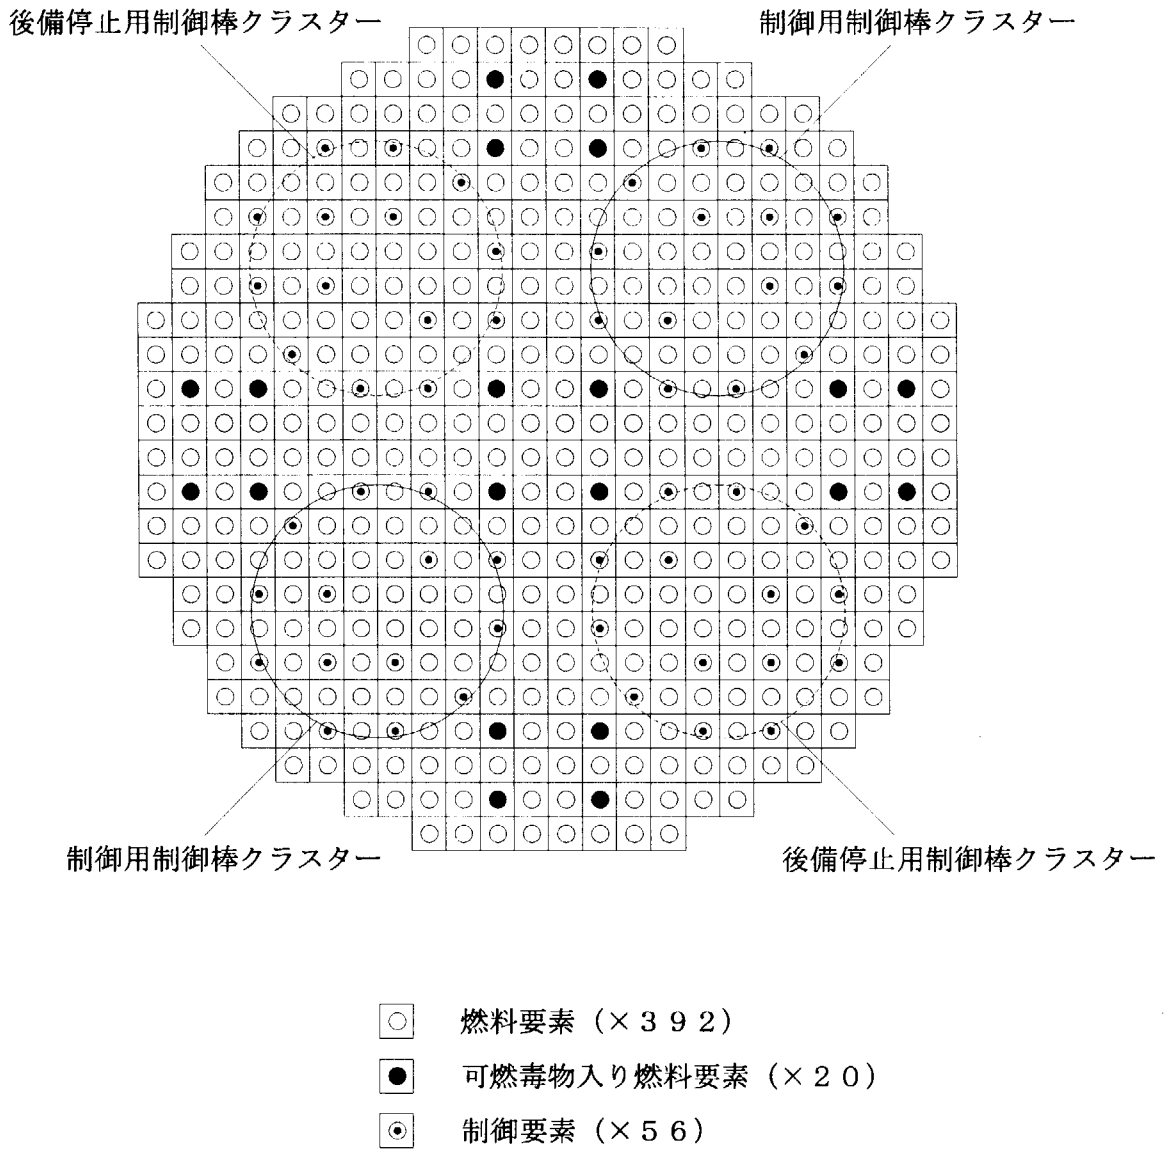 後備停止用制御棒クラスター
制御用制御棒クラスター
制御用制御棒クラスター
後備停止用制御棒クラスター
燃料要素（×３９２）
可燃毒物入り燃料要素（×２０）
制御要素（×５６）